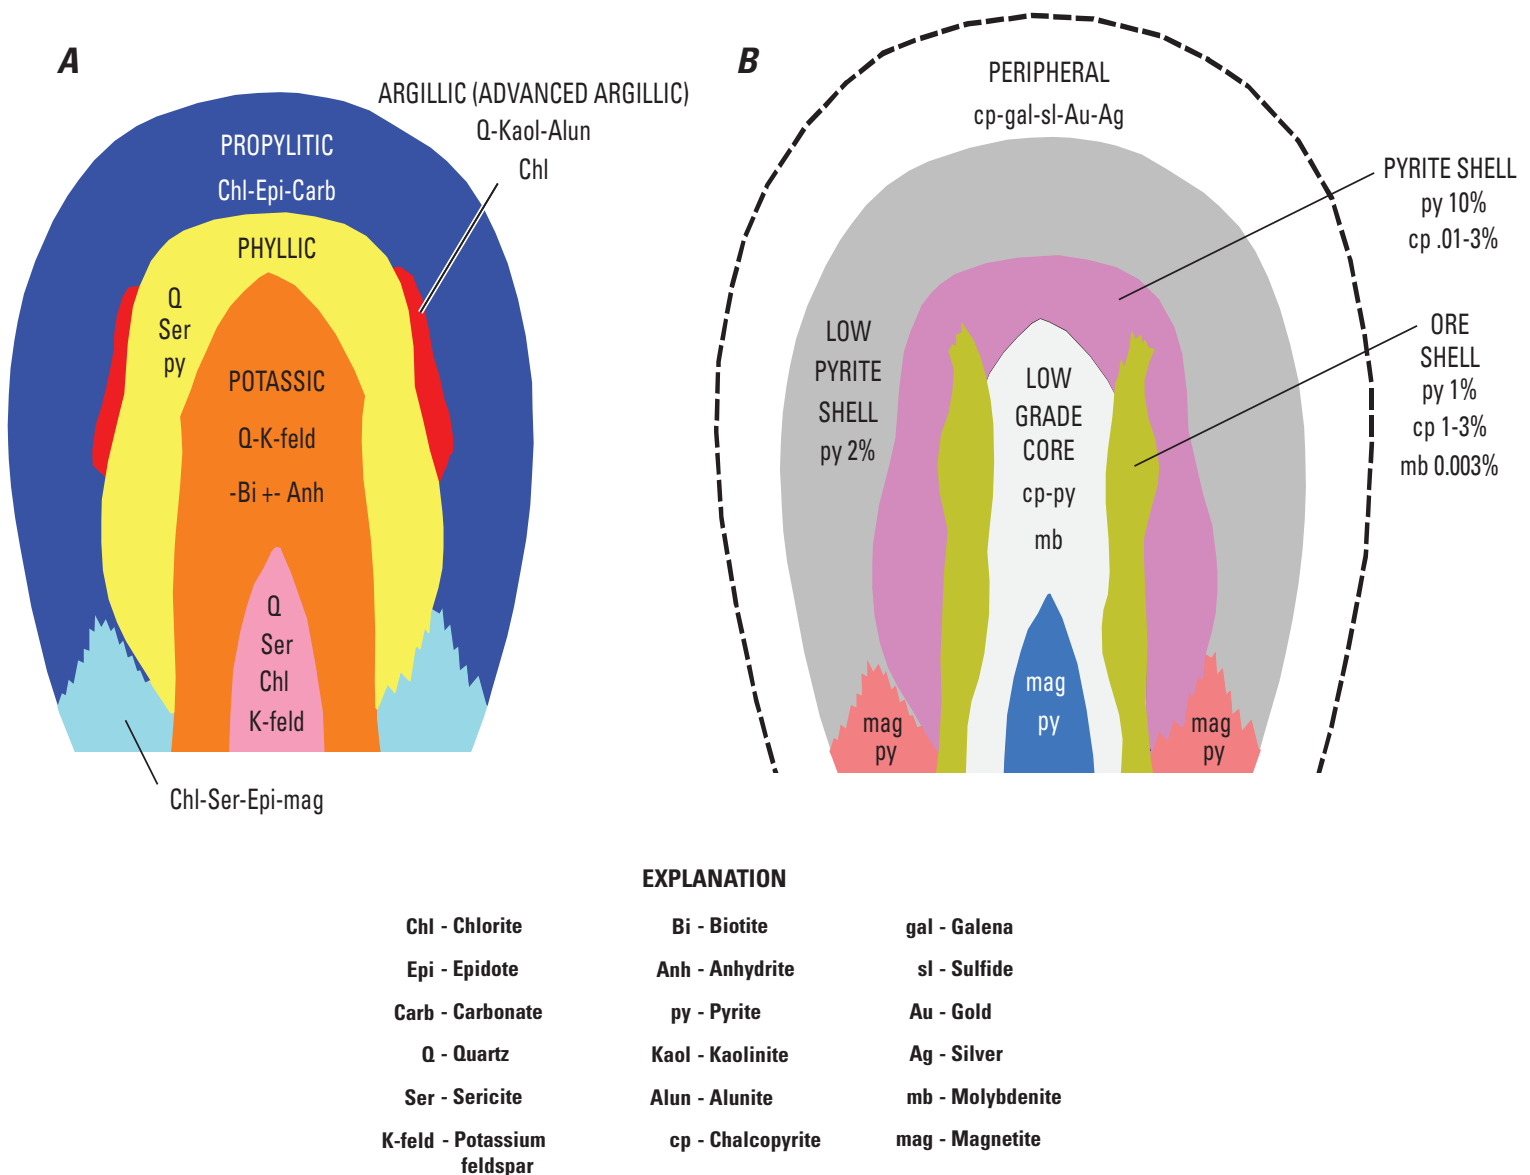 A
ARGILLIC (ADVANCED ARGILLIC)
Q-Kaol-Alun
Chl
PROPYLITIC
Chl-Epi-Carb
PHYLLIC
Q
Ser
py
POTASSIC
Q-K-feld
-Bi +- Anh
Q
Ser
Chl
K-feld
Chl-Ser-Epi-mag
B
PERIPHERAL
cp-gal-sl-Au-Ag
PYRITE SHELL
py 10%
cp .01-3%
LOW
PYRITE
SHELL
py 2%
LOW
GRADE
CORE
cp-py
mb
ORE
SHELL
py 1%
cp 1-3%
mb 0.003%
mag
py
mag
py
mag
py
EXPLANATION
Chl - Chlorite
Epi - Epidote
Carb - Carbonate
Q - Quartz
Ser - Sericite
K-feld - Potassium
feldspar
Bi - Biotite
Anh - Anhydrite
py - Pyrite
Kaol - Kaolinite
Alun - Alunite
cp - Chalcopyrite
gal - Galena
sl - Sulfide
Au - Gold
Ag - Silver
mb - Molybdenite
mag - Magnetite